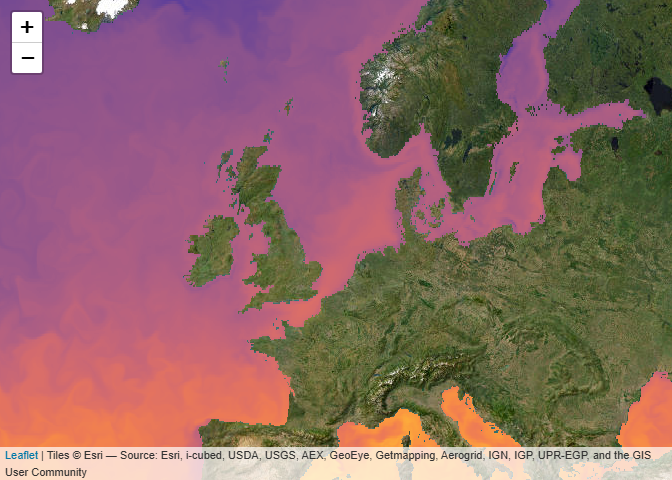 +
−
Leaflet | Tiles © Esri — Source: Esri, i-cubed, USDA, USGS, AEX, GeoEye, Getmapping, Aerogrid, IGN, IGP, UPR-EGP, and the GIS
User Community